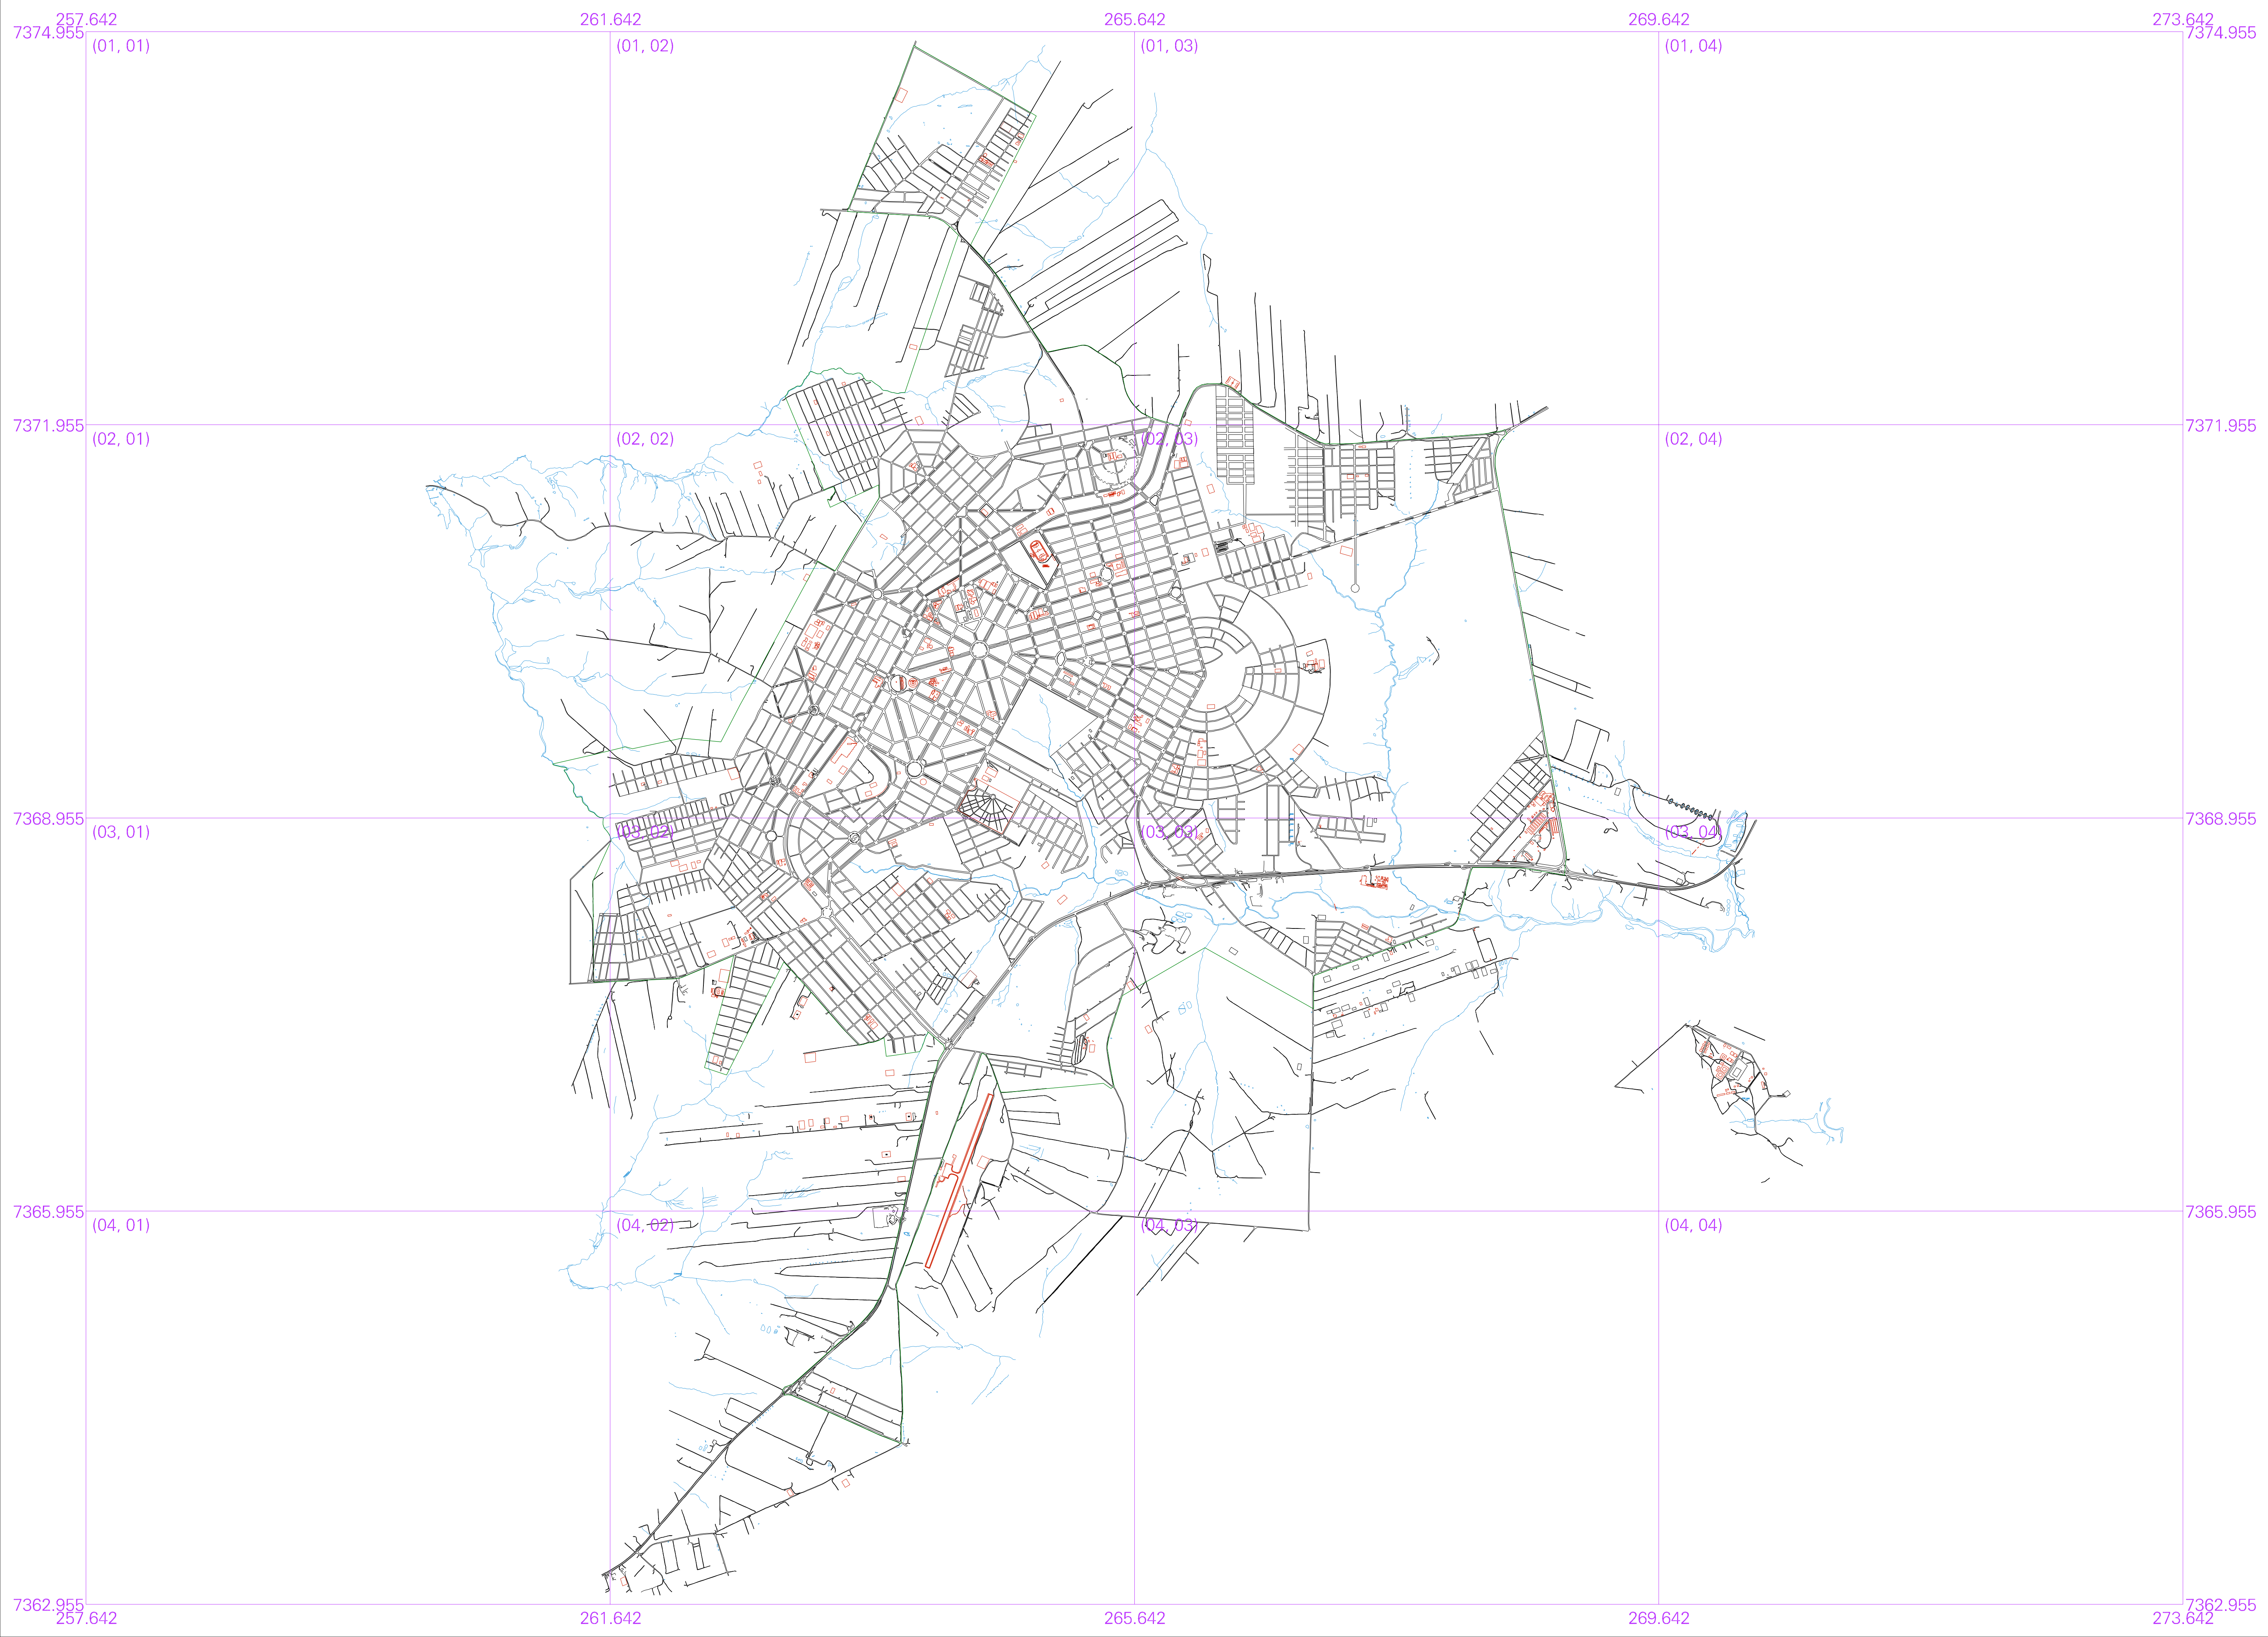 257.642 261.642 265.642 269.642 273.642
7374.955 7374.955
(01, 01) (01, 02) (01, 03) (01, 04)
7371.955 7371.955
(02, 01) (02, 02) (02, 03) (02, 04)
7368.955 7368.955
(03, 01) (03, 02) (03, 03) (03, 04)
7365.955 7365.955
(04, 01) (04, 02) (04, 03) (04, 04)
7362.955 7362.955
257.642 261.642 265.642 269.642 273.642